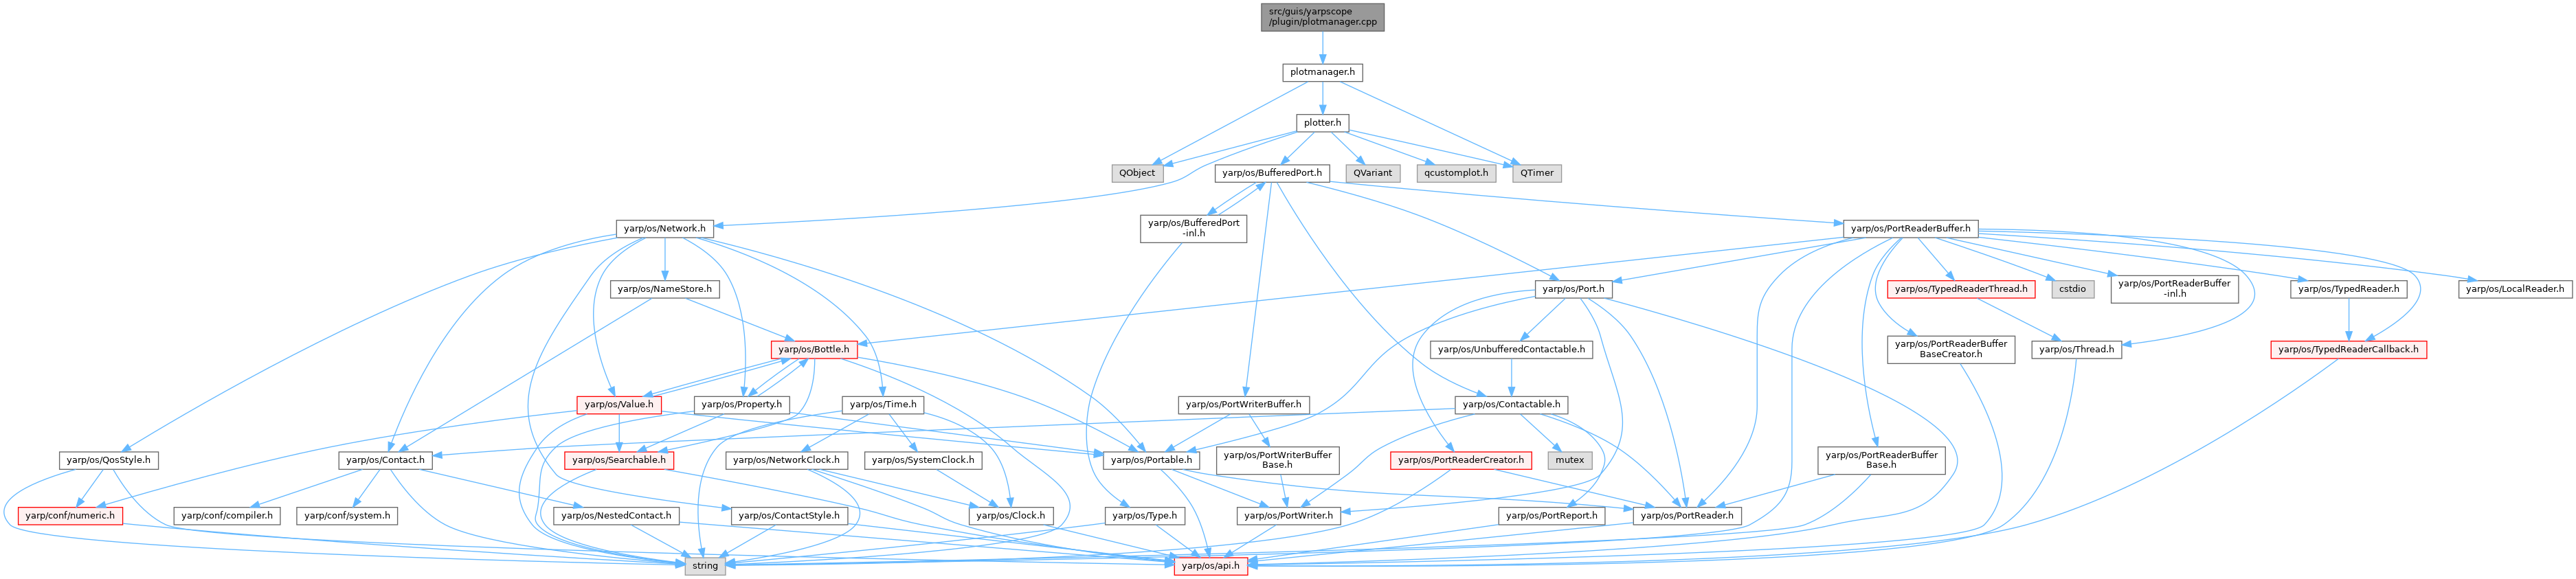 src/guis/yarpscope
/plugin/plotmanager.cpp
plotmanager.h
plotter.h
QObject
yarp/os/BufferedPort.h
QVariant
qcustomplot.h
QTimer
yarp/os/Network.h
yarp/os/BufferedPort
-inl.h
yarp/os/PortReaderBuffer.h
yarp/os/NameStore.h
yarp/os/Port.h
yarp/os/TypedReaderThread.h
cstdio
yarp/os/PortReaderBuffer
-inl.h
yarp/os/TypedReader.h
yarp/os/LocalReader.h
yarp/os/Bottle.h
yarp/os/UnbufferedContactable.h
yarp/os/PortReaderBuffer
BaseCreator.h
yarp/os/Thread.h
yarp/os/TypedReaderCallback.h
yarp/os/Value.h
yarp/os/Property.h
yarp/os/Time.h
yarp/os/PortWriterBuffer.h
yarp/os/Contactable.h
yarp/os/QosStyle.h
yarp/os/Contact.h
yarp/os/Searchable.h
yarp/os/NetworkClock.h
yarp/os/SystemClock.h
yarp/os/Portable.h
yarp/os/PortWriterBuffer
Base.h
yarp/os/PortReaderCreator.h
mutex
yarp/os/PortReaderBuffer
Base.h
yarp/conf/numeric.h
yarp/conf/compiler.h
yarp/conf/system.h
yarp/os/NestedContact.h
yarp/os/ContactStyle.h
yarp/os/Clock.h
yarp/os/Type.h
yarp/os/PortWriter.h
yarp/os/PortReport.h
yarp/os/PortReader.h
string
yarp/os/api.h